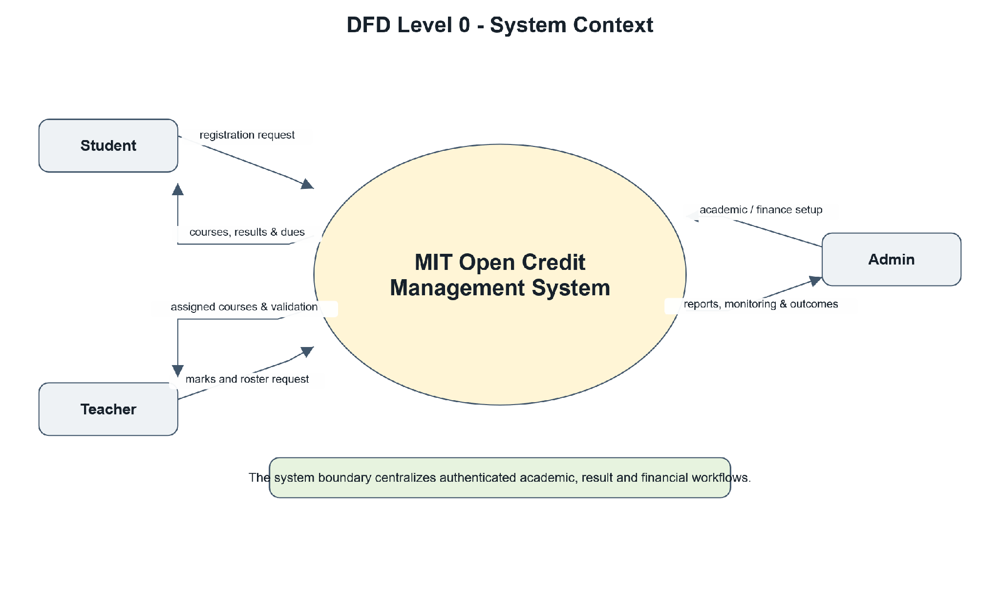 DFD Level 0 - System Context
Student
registration request
courses, results & dues
academic / finance setup
MIT Open Credit
Management System
Admin
assigned courses & validation
reports, monitoring & outcomes
marks and roster request
Teacher
The system boundary centralizes authenticated academic, result and financial workflows.